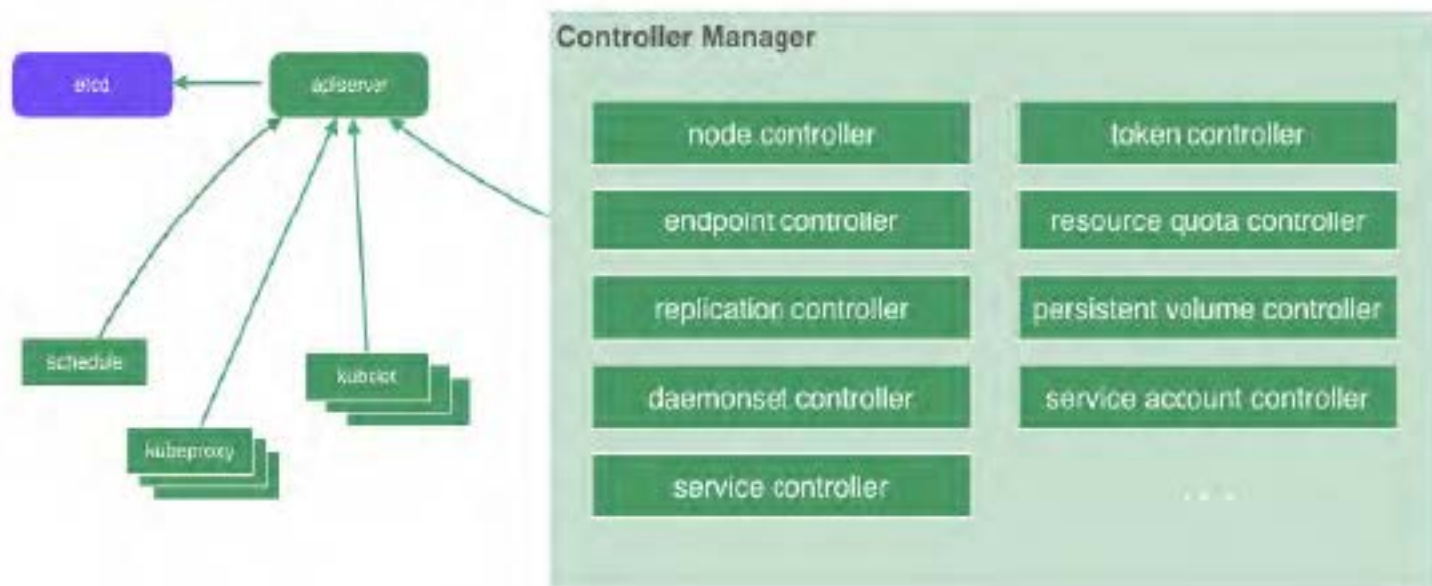 Controller Manager
etcd
apiserver
node controller
token controller
endpoint controller
resource quota controller
replication controller
persistent volume controller
schedule
kubelet
daemonset controller
service account controller
kubeproxy
service controller
....